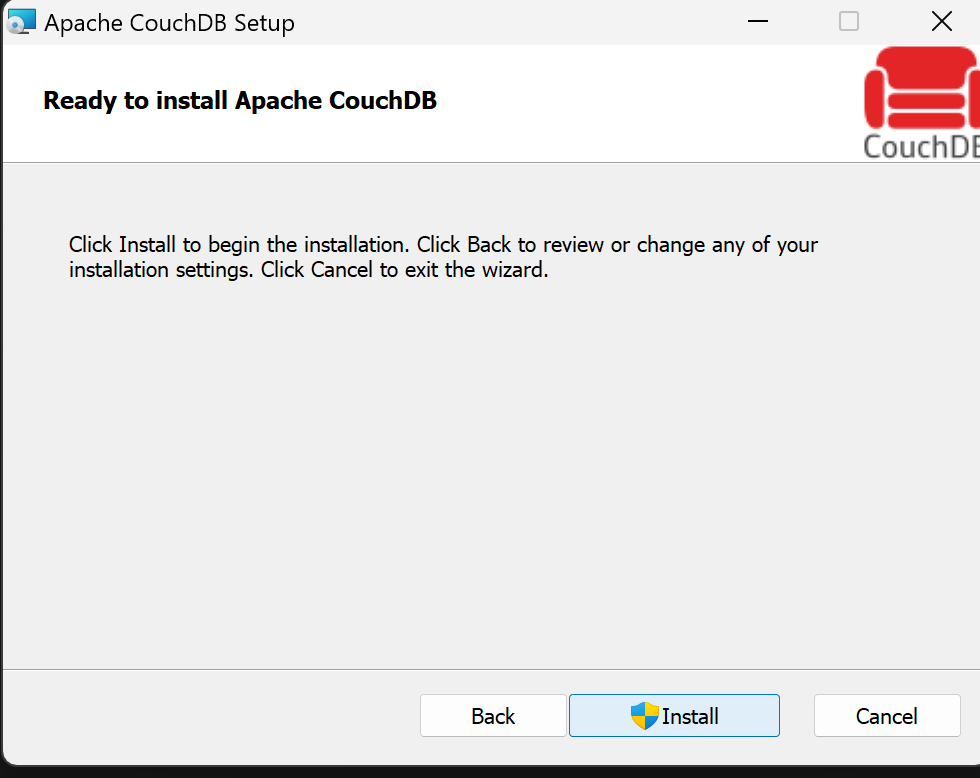 Apache CouchDB Setup
Ready to install Apache CouchDB
CouchDB
Click Install to begin the installation. Click Back to review or change any of your
installation settings. Click Cancel to exit the wizard.
Back
Install
Cancel